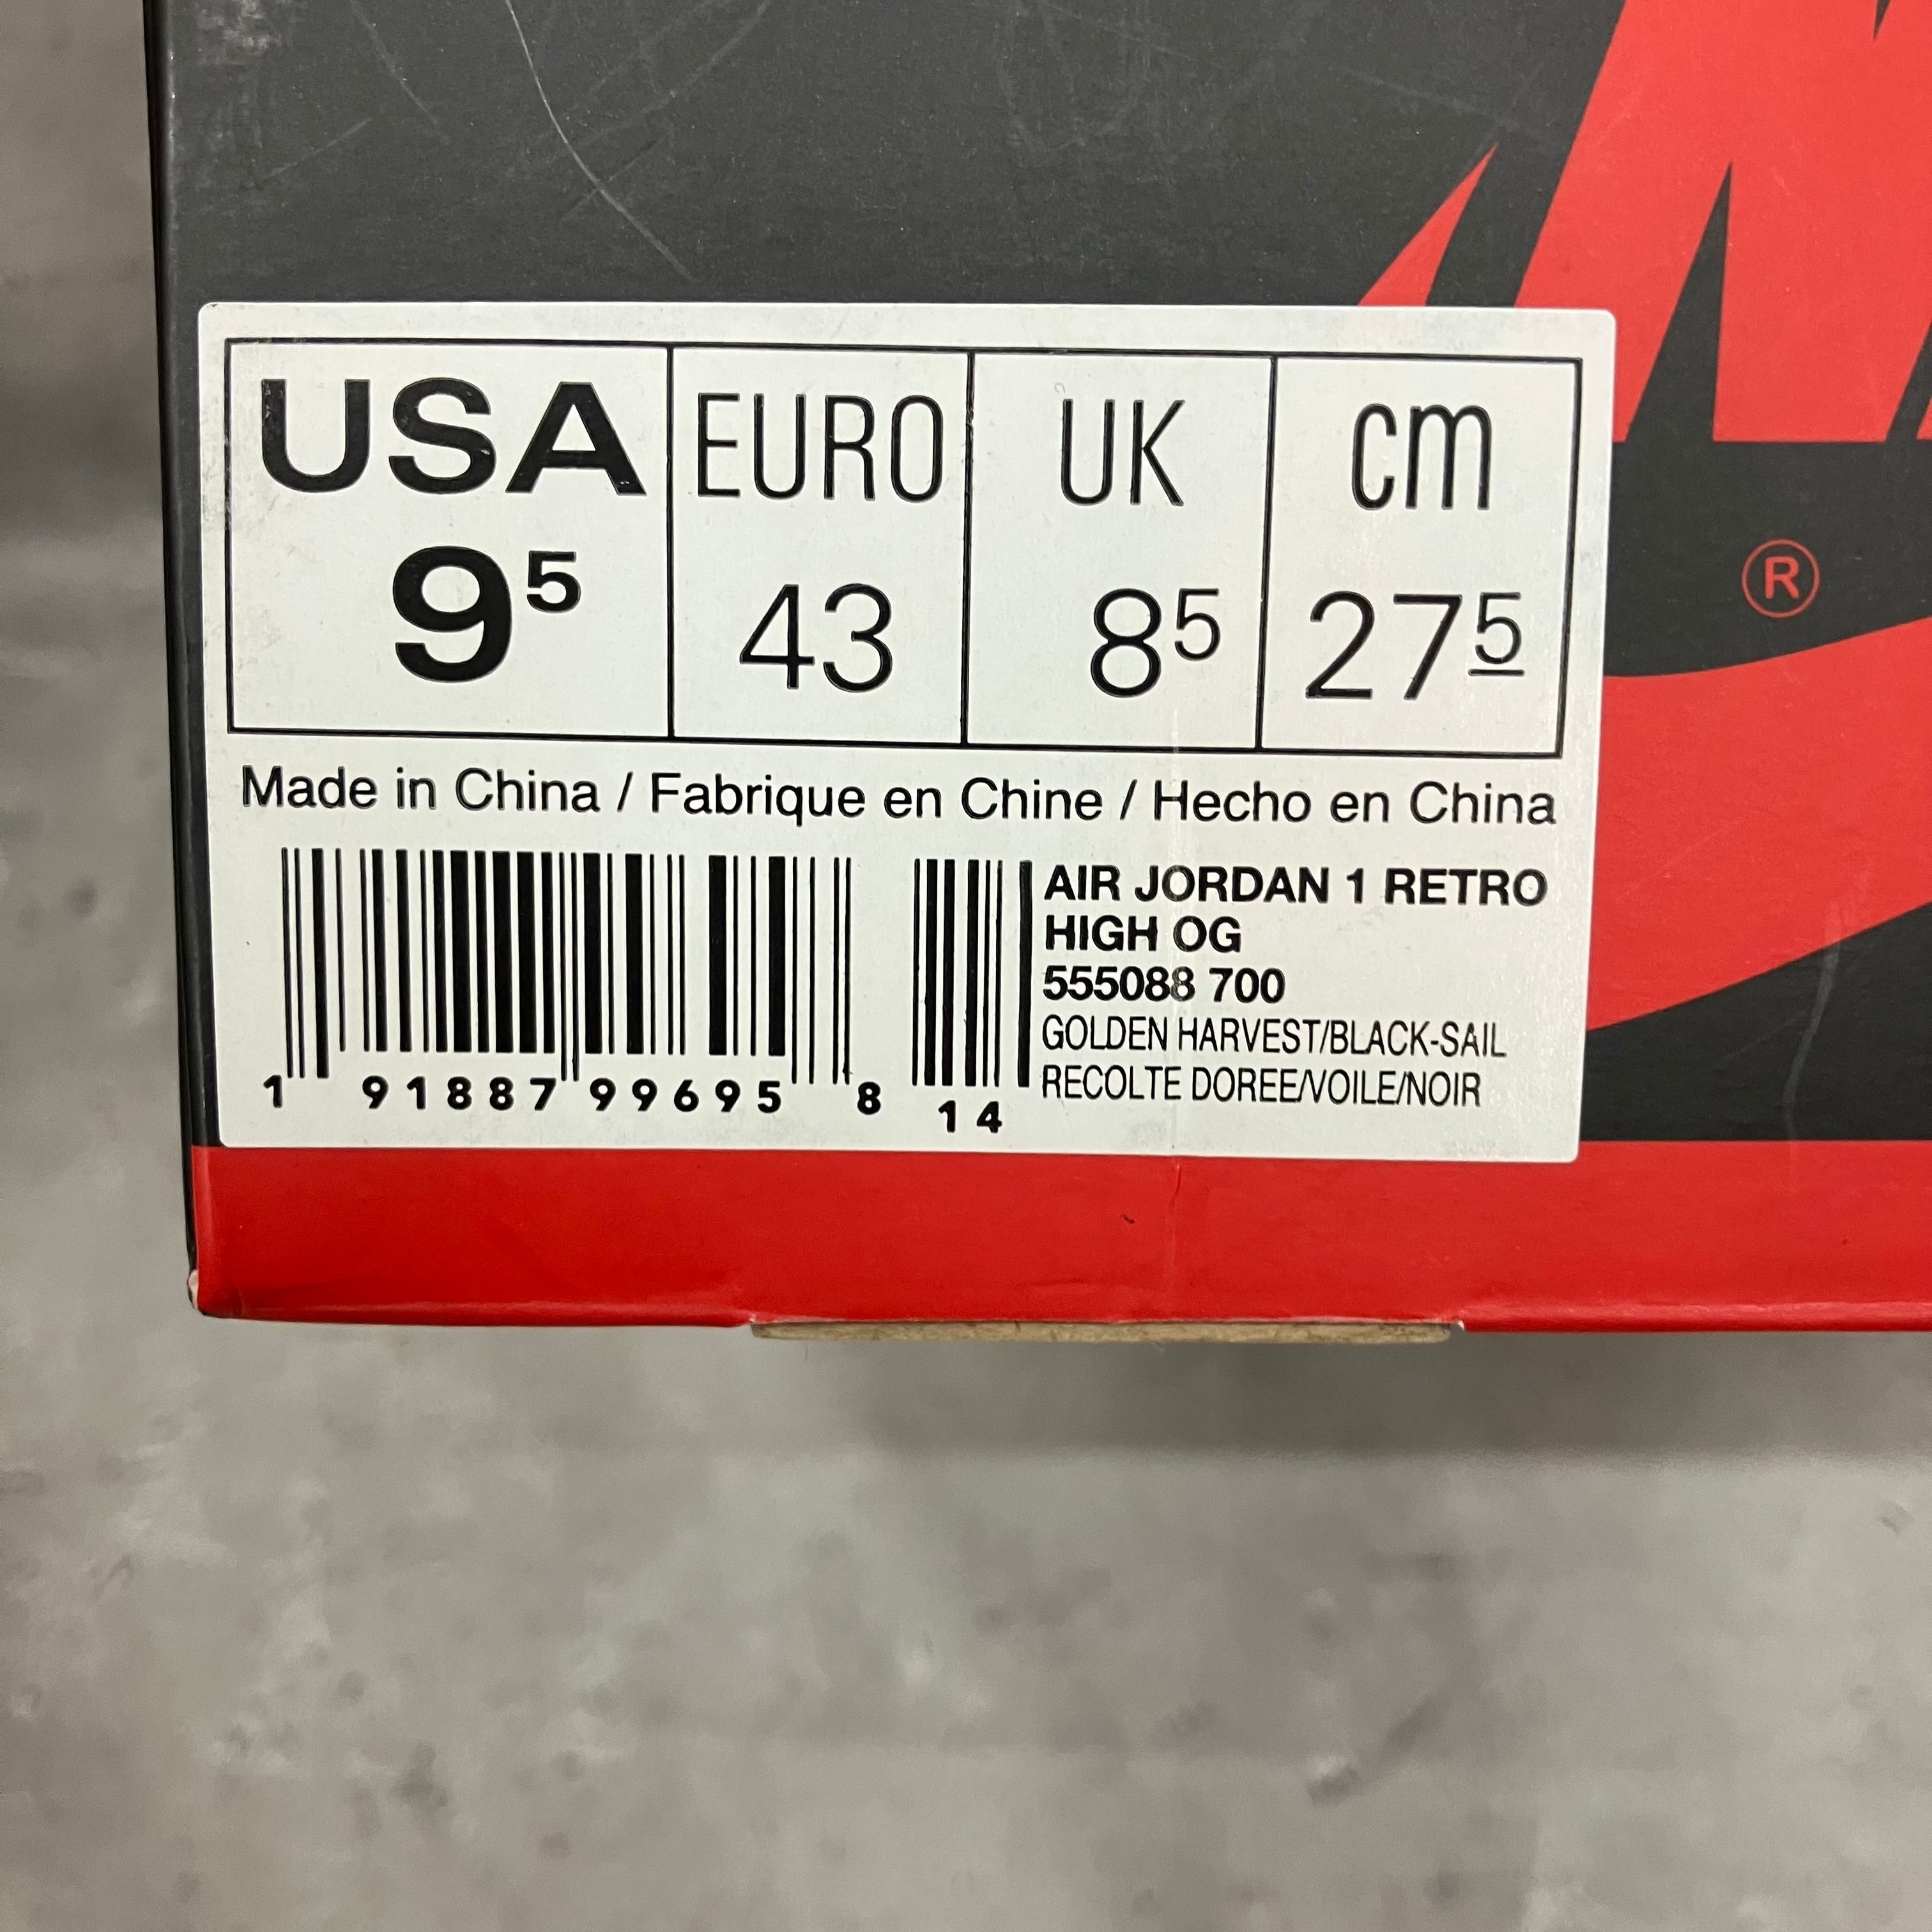 USA EURO UK cm
9⁵ 43 8⁵ 27⁵
Made in China / Fabrique en Chine / Hecho en China
AIR JORDAN 1 RETRO
HIGH OG
555088 700
GOLDEN HARVEST/BLACK-SAIL
RECOLTE DOREE/VOILE/NOIR
1 91887 99695 8 14
®